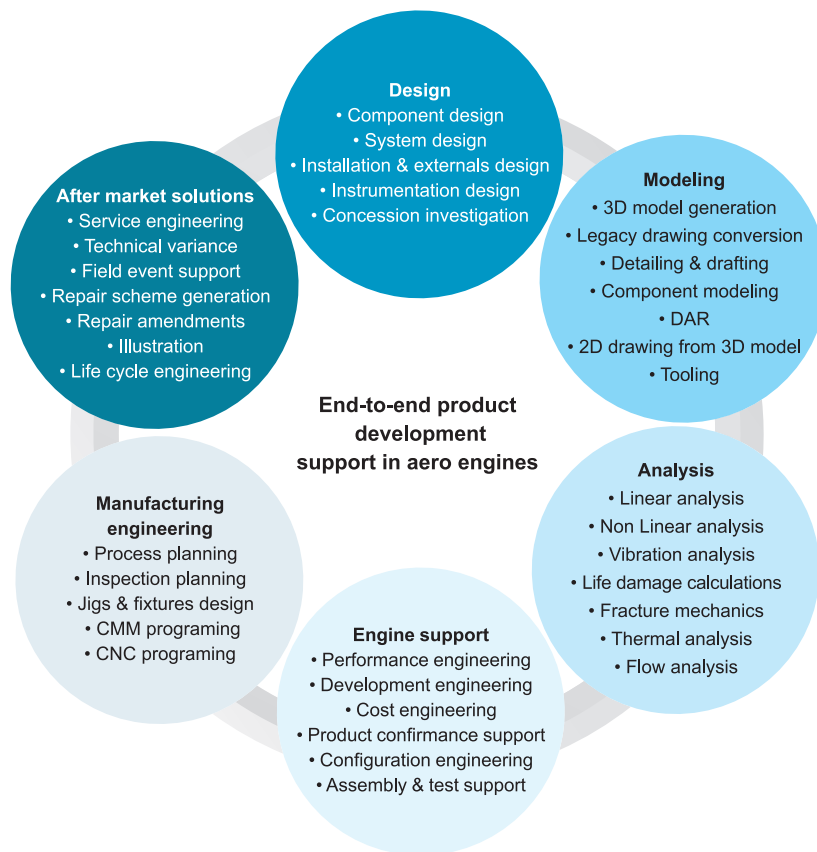 Design
• Component design
• System design
• Installation & externals design
• Instrumentation design
• Concession investigation
Modeling
• 3D model generation
• Legacy drawing conversion
• Detailing & drafting
• Component modeling
• DAR
• 2D drawing from 3D model
• Tooling
Analysis
• Linear analysis
• Non Linear analysis
• Vibration analysis
• Life damage calculations
• Fracture mechanics
• Thermal analysis
• Flow analysis
Engine support
• Performance engineering
• Development engineering
• Cost engineering
• Product confirmance support
• Configuration engineering
• Assembly & test support
Manufacturing
engineering
• Process planning
• Inspection planning
• Jigs & fixtures design
• CMM programing
• CNC programing
After market solutions
• Service engineering
• Technical variance
• Field event support
• Repair scheme generation
• Repair amendments
• Illustration
• Life cycle engineering
End-to-end product
development
support in aero engines